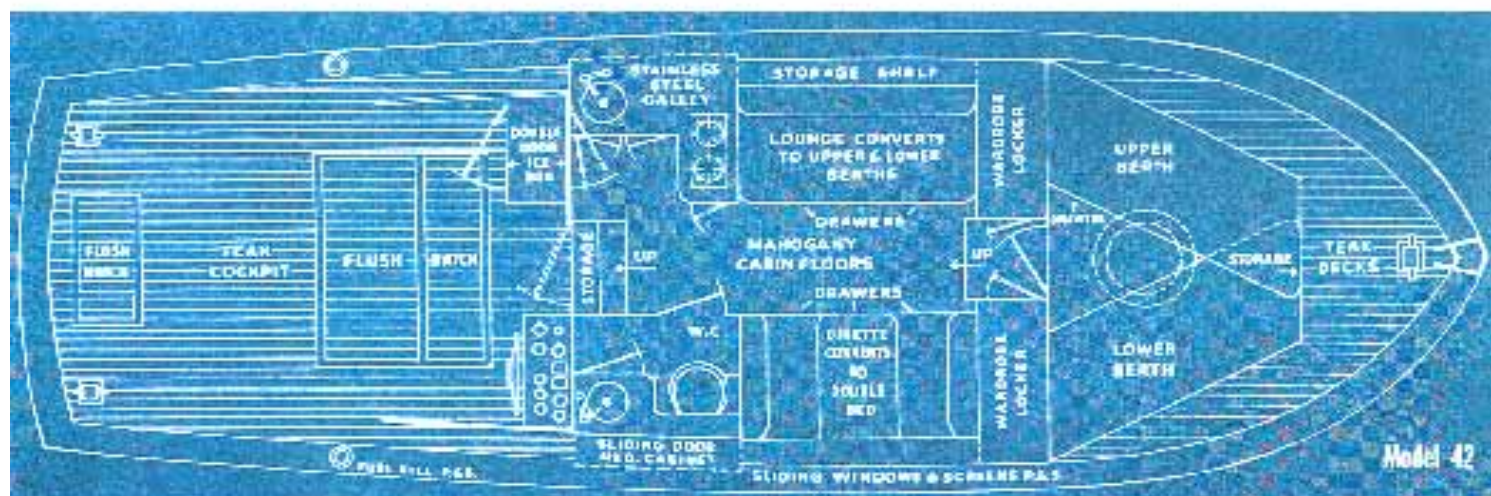 STAINLESS
STEEL
GALLEY
STORAGE SHELF
DOUBLE
DOOR
ICE
BOX
LOUNGE CONVERTS
TO UPPER & LOWER
BERTHS
WARDROBE
LOCKER
UPPER
BERTH
DRAWERS
FLUSH
HATCH
TEAK
COCKPIT
FLUSH HATCH
STORAGE
UP
MAHOGANY
CABIN FLOORS
UP
STORAGE
TEAK
DECKS
DRAWERS
W.C
DINETTE
CONVERTS
TO
DOUBLE
BED
WARDROBE
LOCKER
LOWER
BERTH
SLIDING DOOR
MED. CABINET
FUEL FILL P.&S.
SLIDING WINDOWS & SCREENS P.& S
Model 42